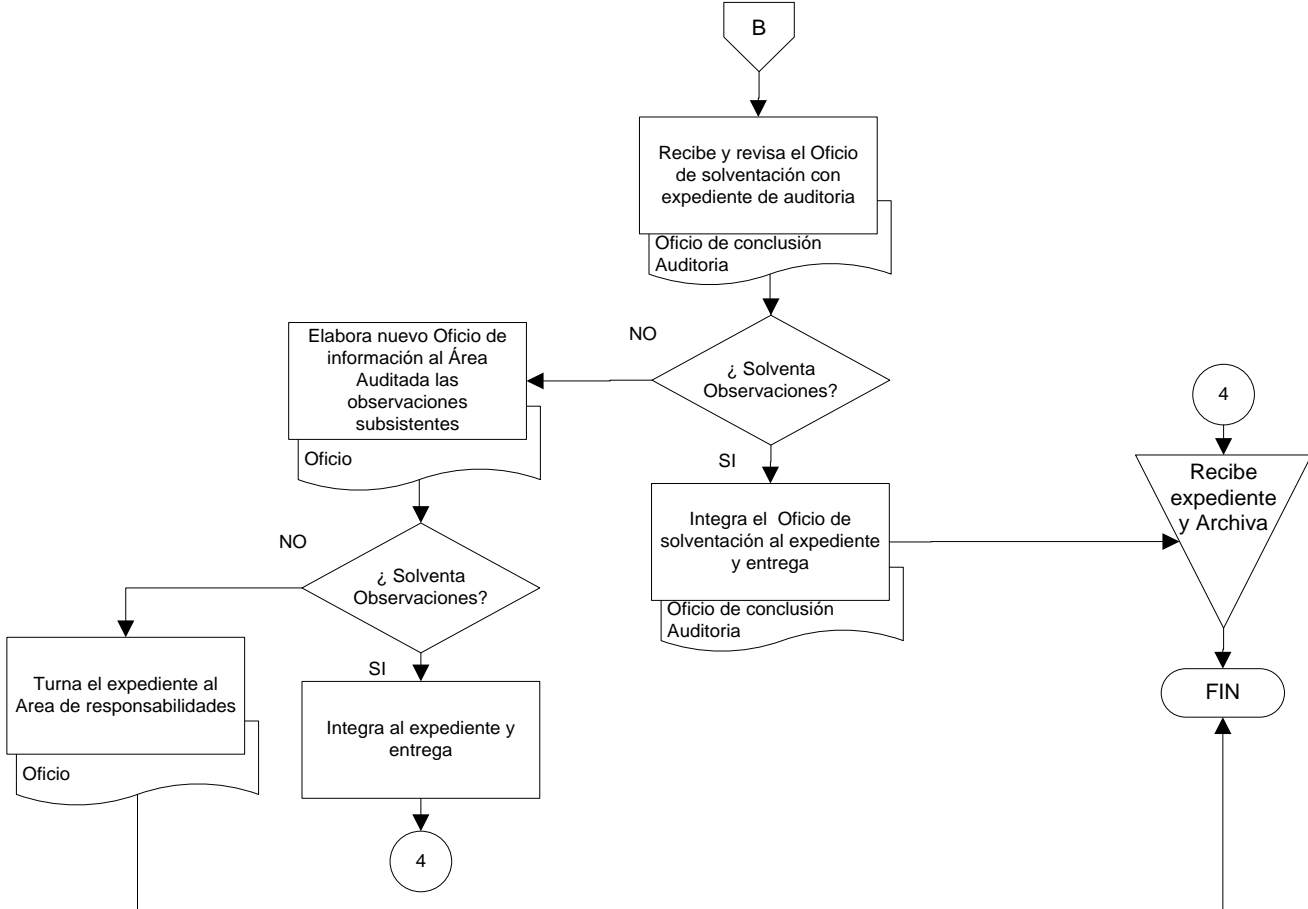 B
Recibe y revisa el Oficio
de solventación con
expediente de auditoria
Oficio de conclusión
Auditoria
NO
¿ Solventa
Observaciones?
Elabora nuevo Oficio de
información al Área
Auditada las
observaciones
subsistentes
Oficio
SI
Integra el Oficio de
solventación al expediente
y entrega
Oficio de conclusión
Auditoria
4
Recibe
expediente
y Archiva
FIN
NO
¿ Solventa
Observaciones?
SI
Turna el expediente al
Area de responsabilidades
Oficio
Integra al expediente y
entrega
4